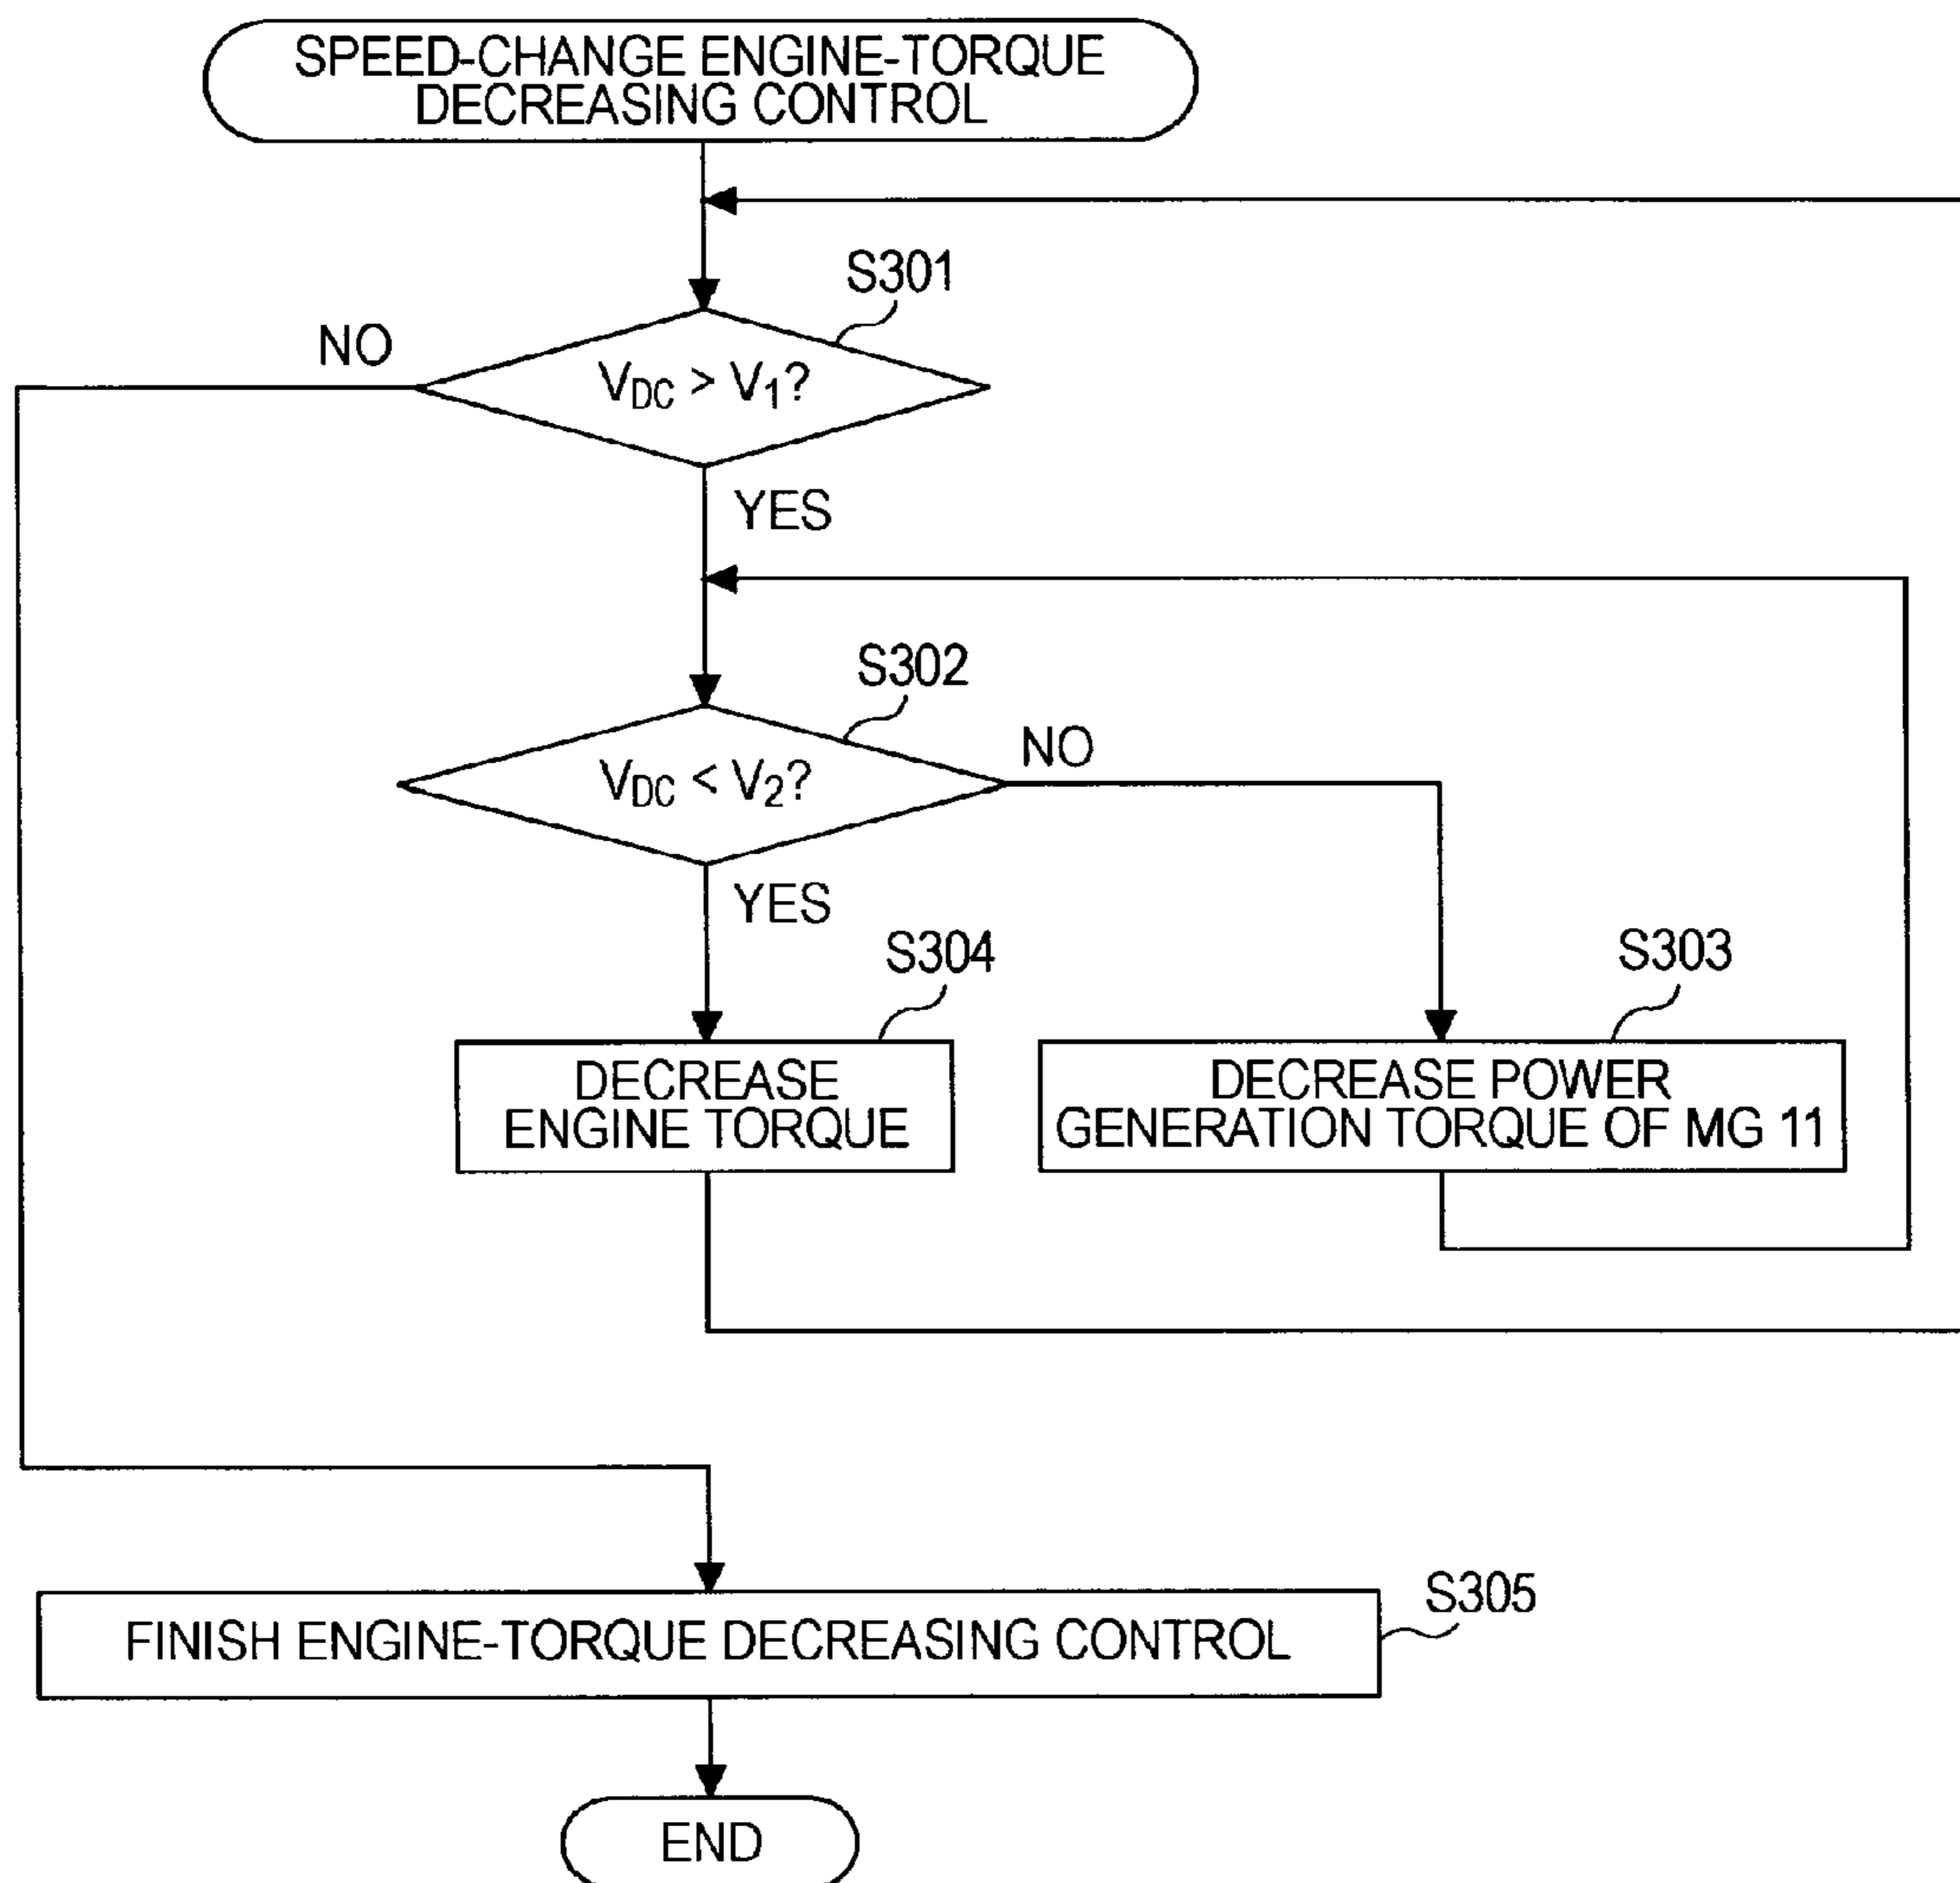 SPEED-CHANGE ENGINE-TORQUE
DECREASING CONTROL
S301
NO
VDC > V1?
YES
S302
NO
VDC < V2?
YES
S304
S303
DECREASE
ENGINE TORQUE
DECREASE POWER
GENERATION TORQUE OF MG 11
S305
FINISH ENGINE-TORQUE DECREASING CONTROL
END